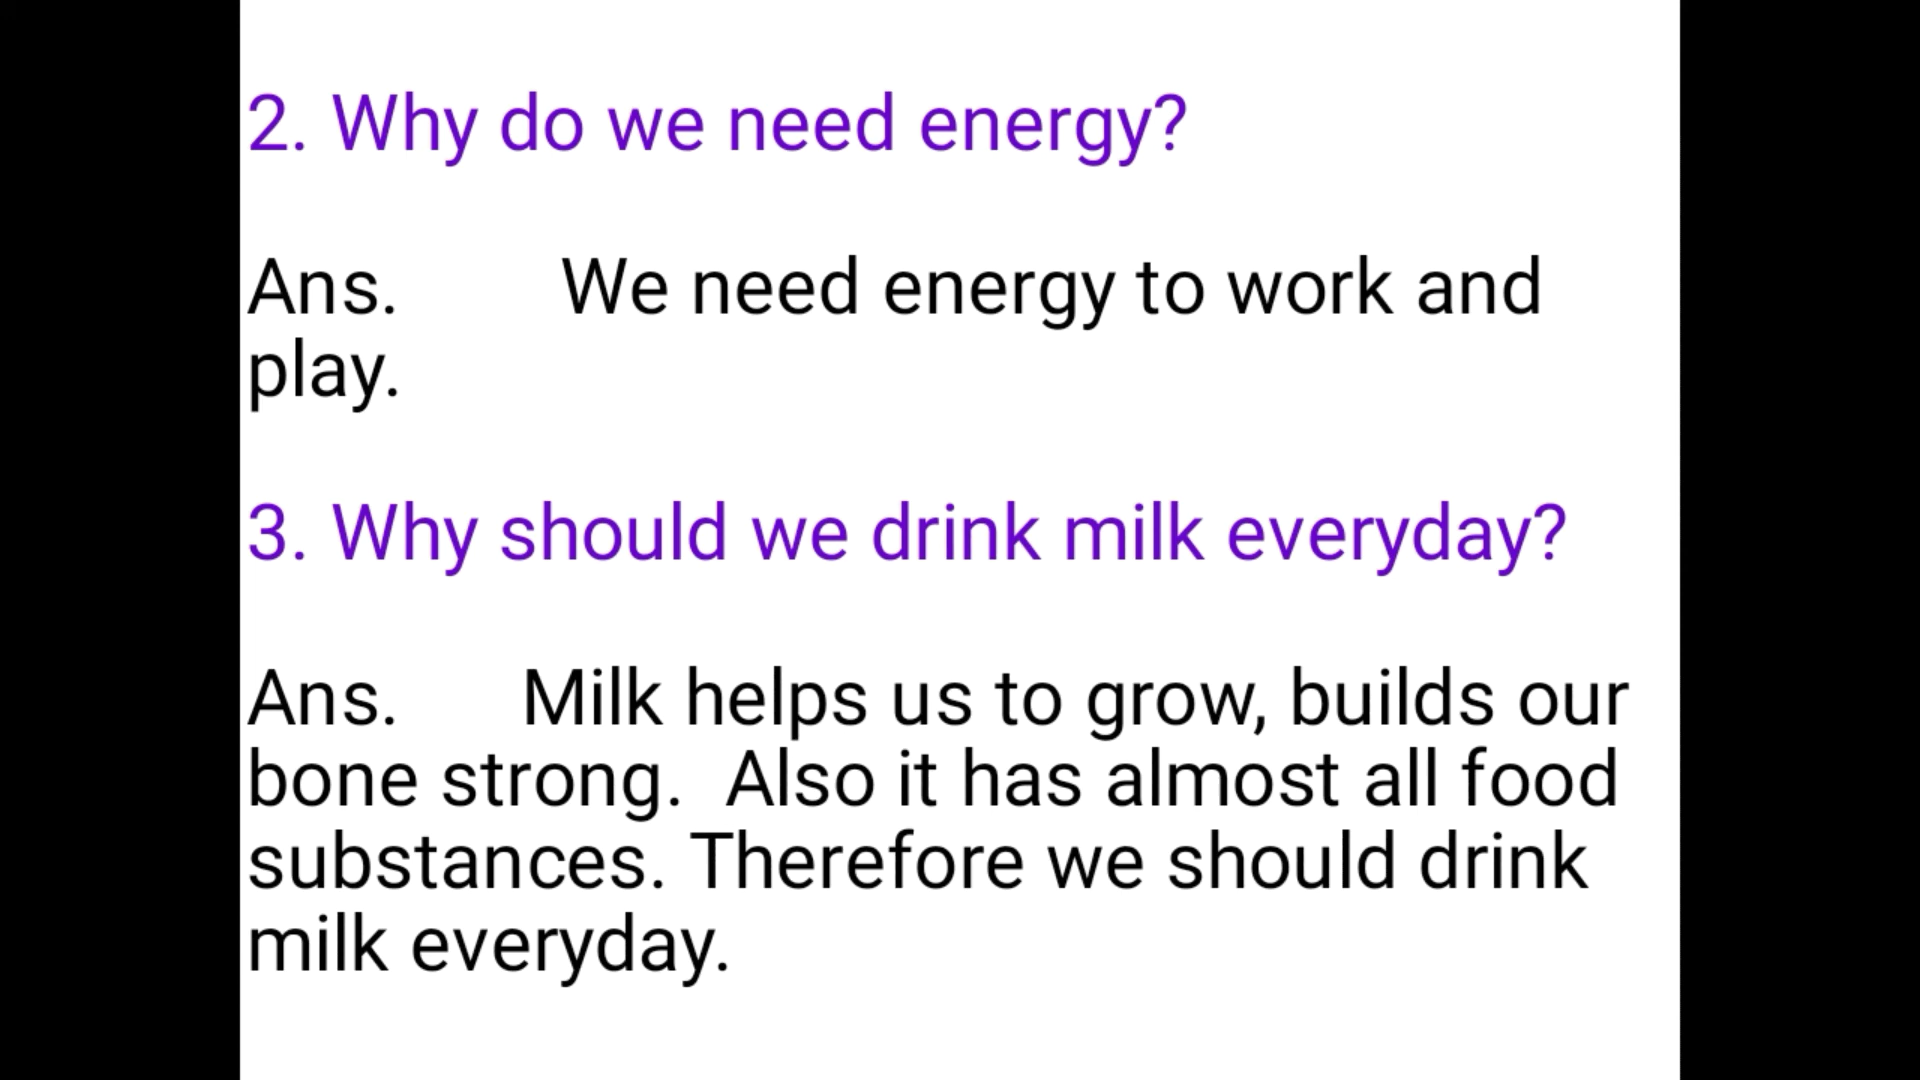 2. Why do we need energy?
Ans. We need energy to work and
play.
3. Why should we drink milk everyday?
Ans. Milk helps us to grow, builds our
bone strong. Also it has almost all food
substances. Therefore we should drink
milk everyday.